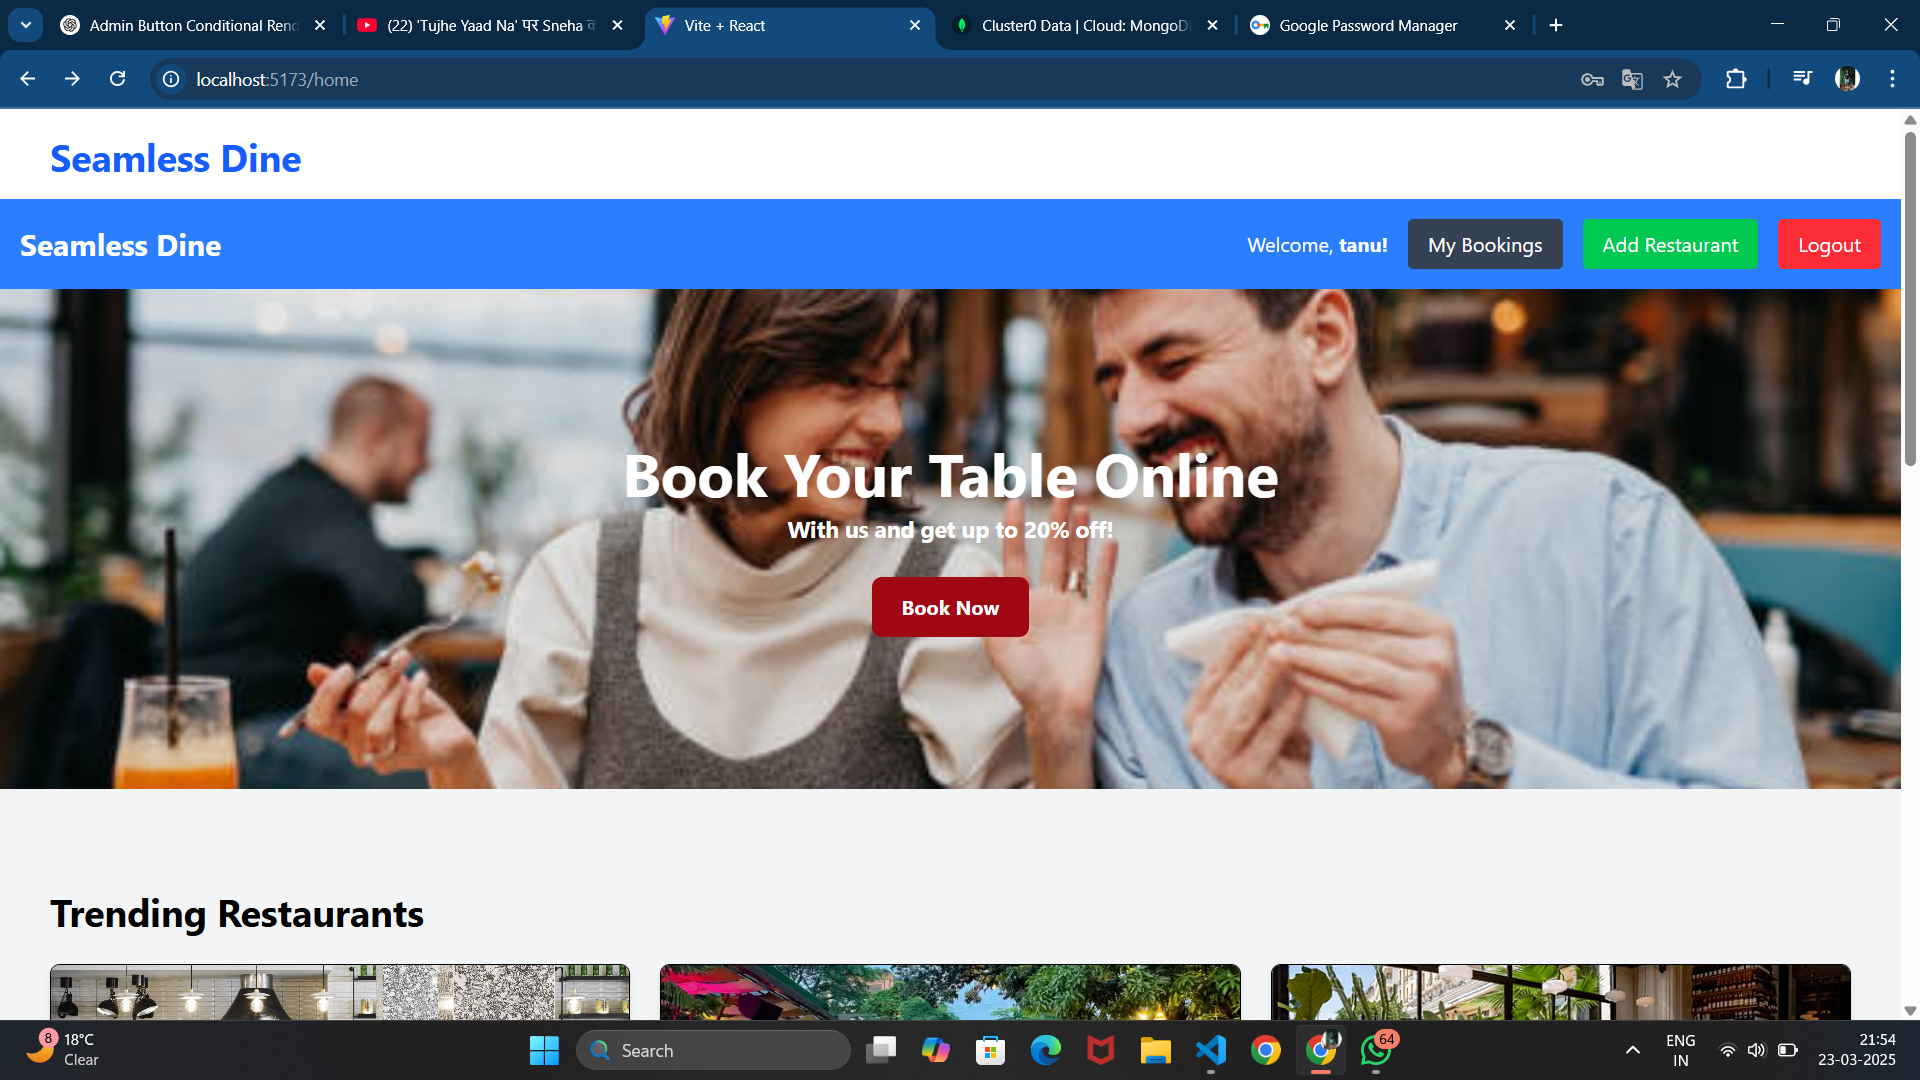 Admin Button Conditional Rend
(22) 'Tujhe Yaad Na' पर Sneha
Vite + React
Cluster0 Data | Cloud: MongoD
Google Password Manager
localhost:5173/home
Seamless Dine
Seamless Dine
Welcome, tanu!
My Bookings
Add Restaurant
Logout
Book Your Table Online
With us and get up to 20% off!
Book Now
Trending Restaurants
8
18°C
Clear
Search
64
ENG
IN
21:54
23-03-2025